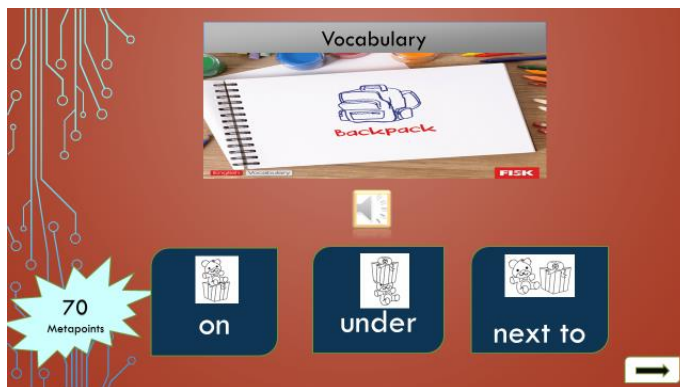 Vocabulary
Backpack
English Vocabulary
FISK
70
Metapoints
on
under
next to